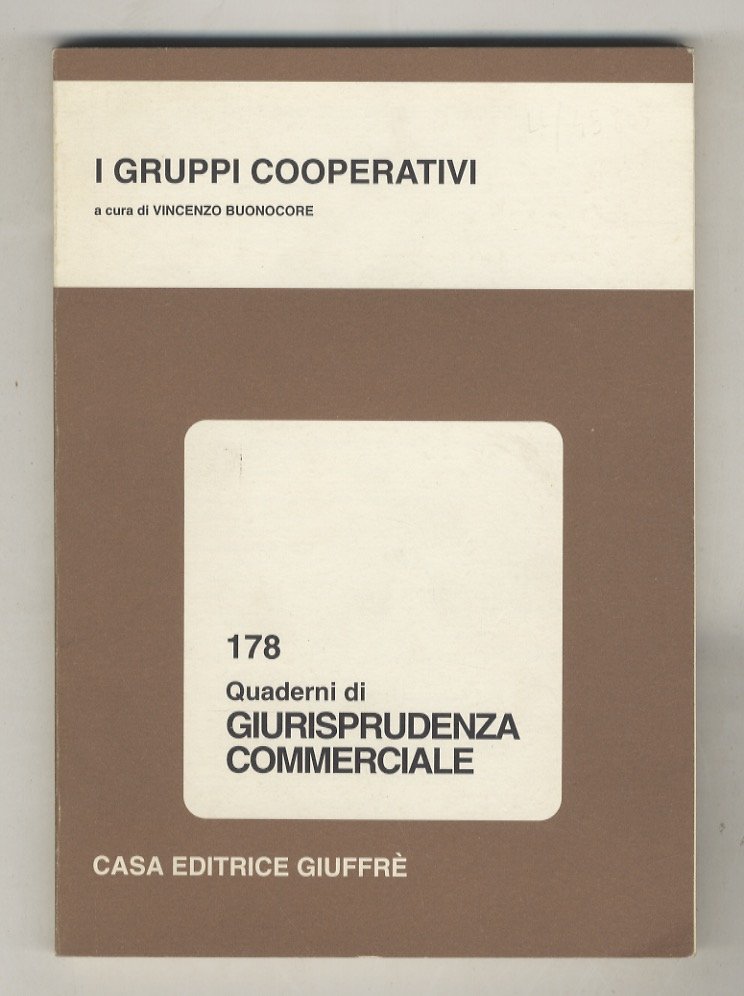 I GRUPPI COOPERATIVI
a cura di VINCENZO BUONOCORE
178
Quaderni di
GIURISPRUDENZA
COMMERCIALE
CASA EDITRICE GIUFFRÈ